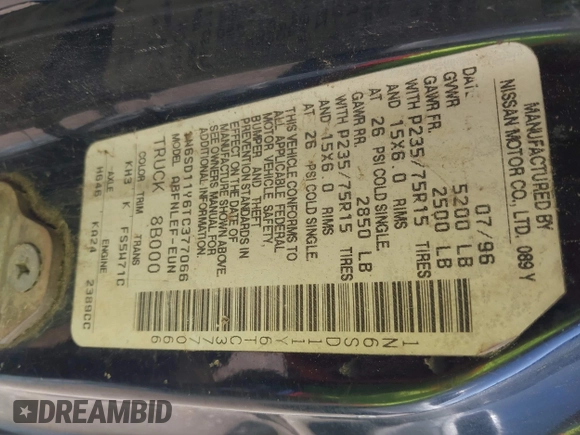 MANUFACTURED BY
NISSAN MOTOR CO., LTD. 089 Y
DATE 07/96
GVWR 5200 LB
GAWR FR. 2500 LB
WITH P235/75R15 TIRES
AND 15X6.0 RIMS
AT 26 PSI COLD SINGLE.
GAWR RR. 2850 LB
WITH P235/75R15 TIRES
AND 15X6.0 RIMS
AT 26 PSI COLD SINGLE.
THIS VEHICLE CONFORMS TO
ALL APPLICABLE FEDERAL
MOTOR VEHICLE SAFETY
BUMPER AND THEFT
PREVENTION STANDARDS IN
EFFECT ON THE DATE OF
MANUFACTURE SHOWN ABOVE.
SEE OWNERS MANUAL FOR
ADDITIONAL INFORMATION
1N6SD11Y6TC377066
MODEL ABFNLEF-EUN
TRUCK 8B000
COLOR TRIM TRANS
KH3 K FS5W71C
AXLE ENGINE
HG46 KA24 2389CC
1N6SD11Y6TC377066
DREAMBID